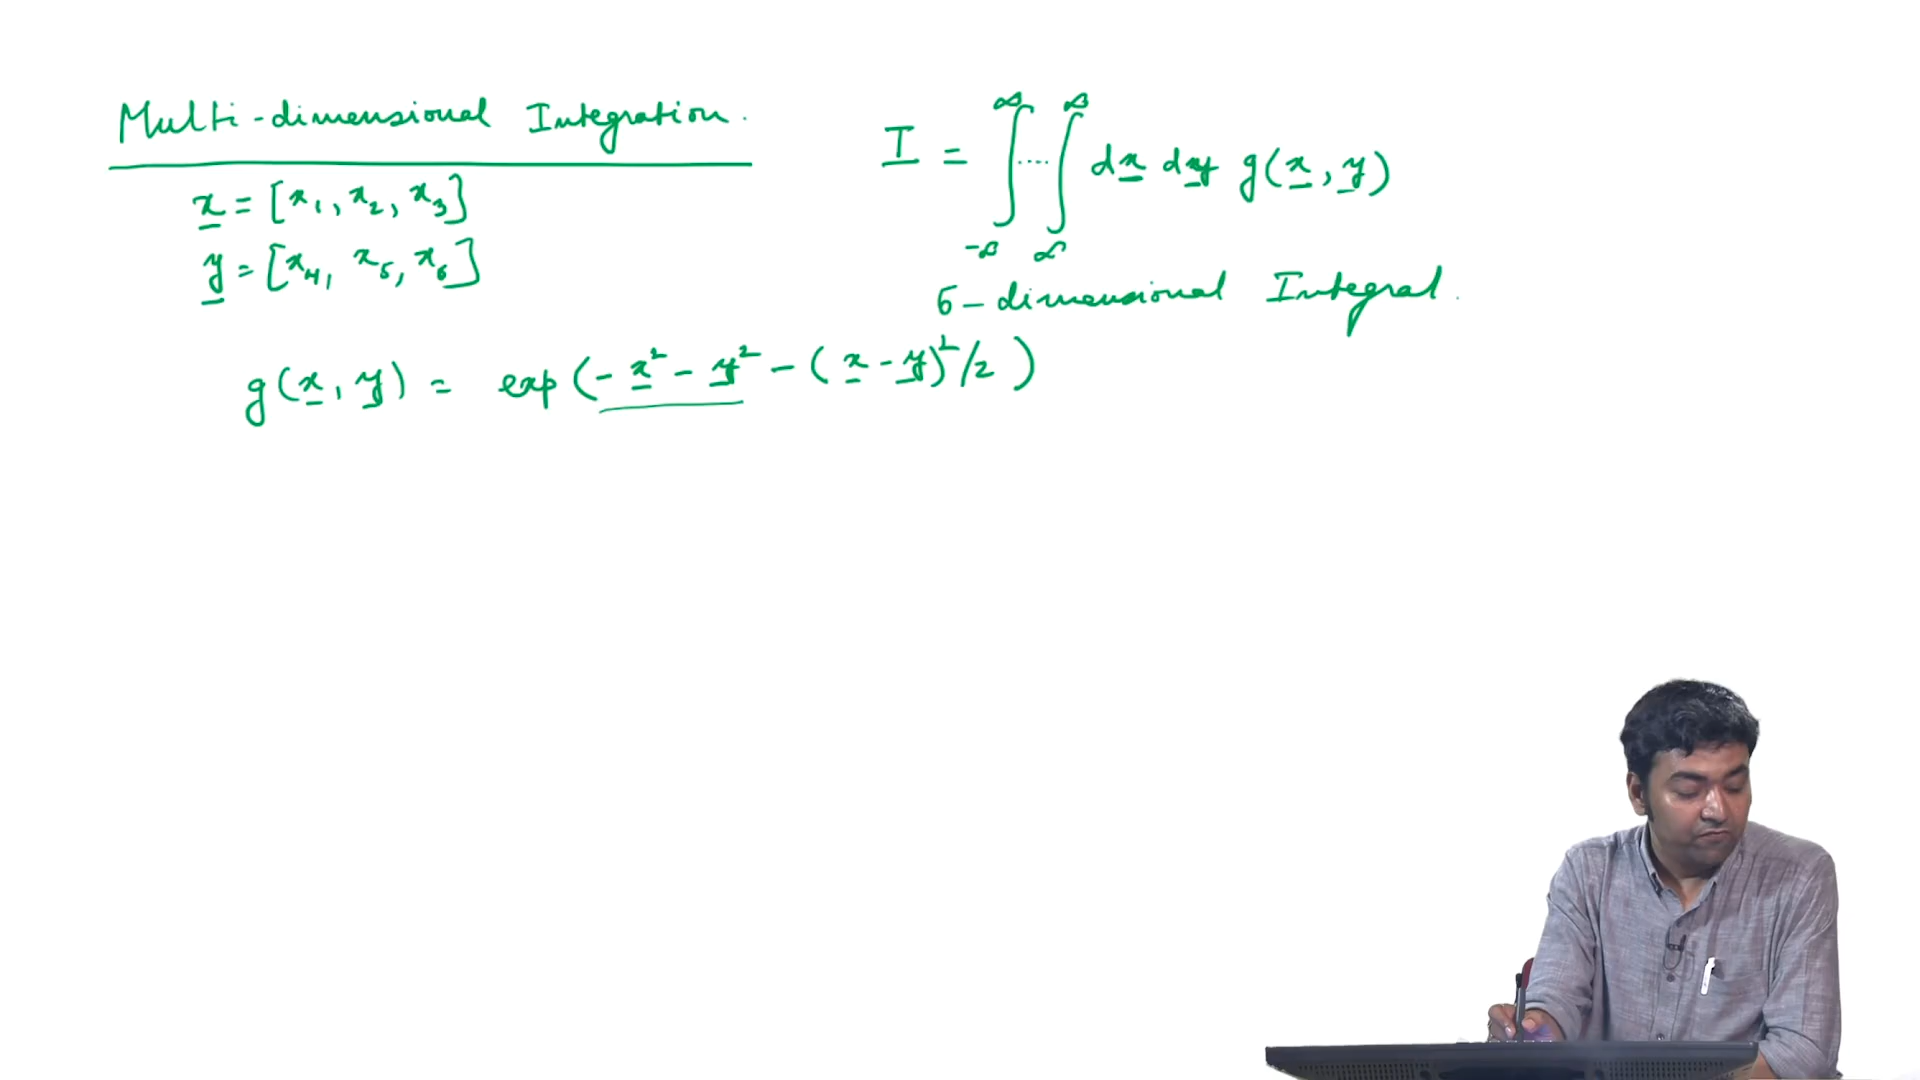 Multi-dimensional Integration.
x = [x₁, x₂, x₃]
y = [x₄, x₅, x₆]
I = ∫_{-∞}^{∞} .... ∫_{∞}^{∞} dx dy g(x, y)
6-dimensional Integral.
g(x, y) = exp(-x² - y² - (x - y)²/2)